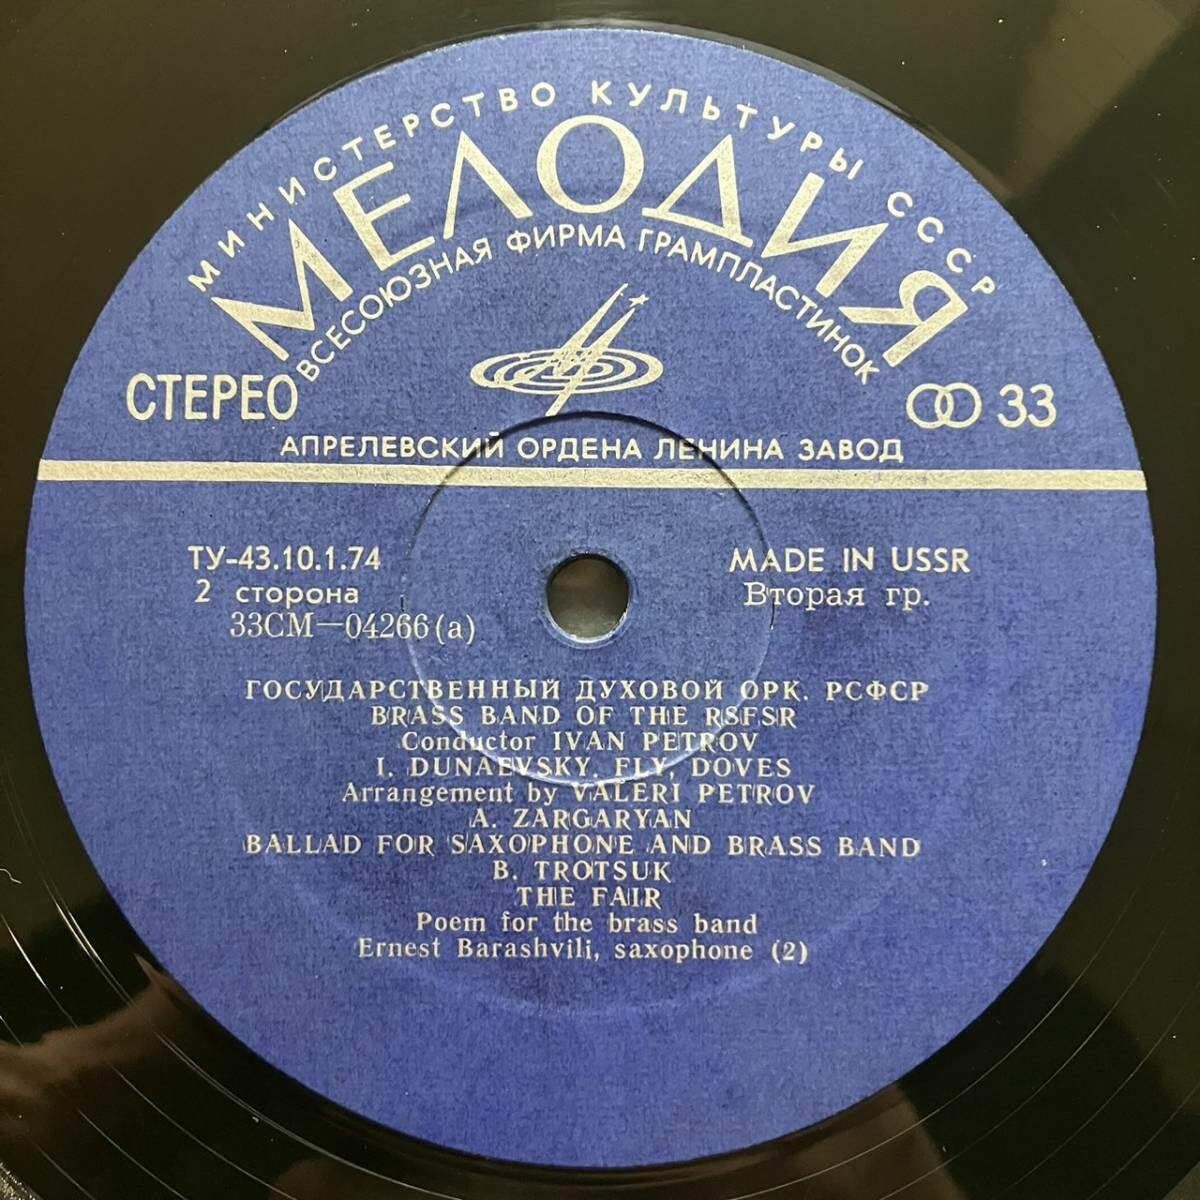 МИНИСТЕРСТВО КУЛЬТУРЫ СССР
МЕЛОДИЯ
ВСЕСОЮЗНАЯ ФИРМА ГРАМПЛАСТИНОК
СТЕРЕО 33
АПРЕЛЕВСКИЙ ОРДЕНА ЛЕНИНА ЗАВОД
ТУ-43.10.1.74 MADE IN USSR
2 сторона Вторая гр.
33СМ—04266(а)
ГОСУДАРСТВЕННЫЙ ДУХОВОЙ ОРК. РСФСР
BRASS BAND OF THE RSFSR
Conductor IVAN PETROV
I. DUNAEVSKY. FLY, DOVES
Arrangement by VALERI PETROV
A. ZARGARYAN
BALLAD FOR SAXOPHONE AND BRASS BAND
B. TROTSUK
THE FAIR
Poem for the brass band
Ernest Barashvili, saxophone (2)